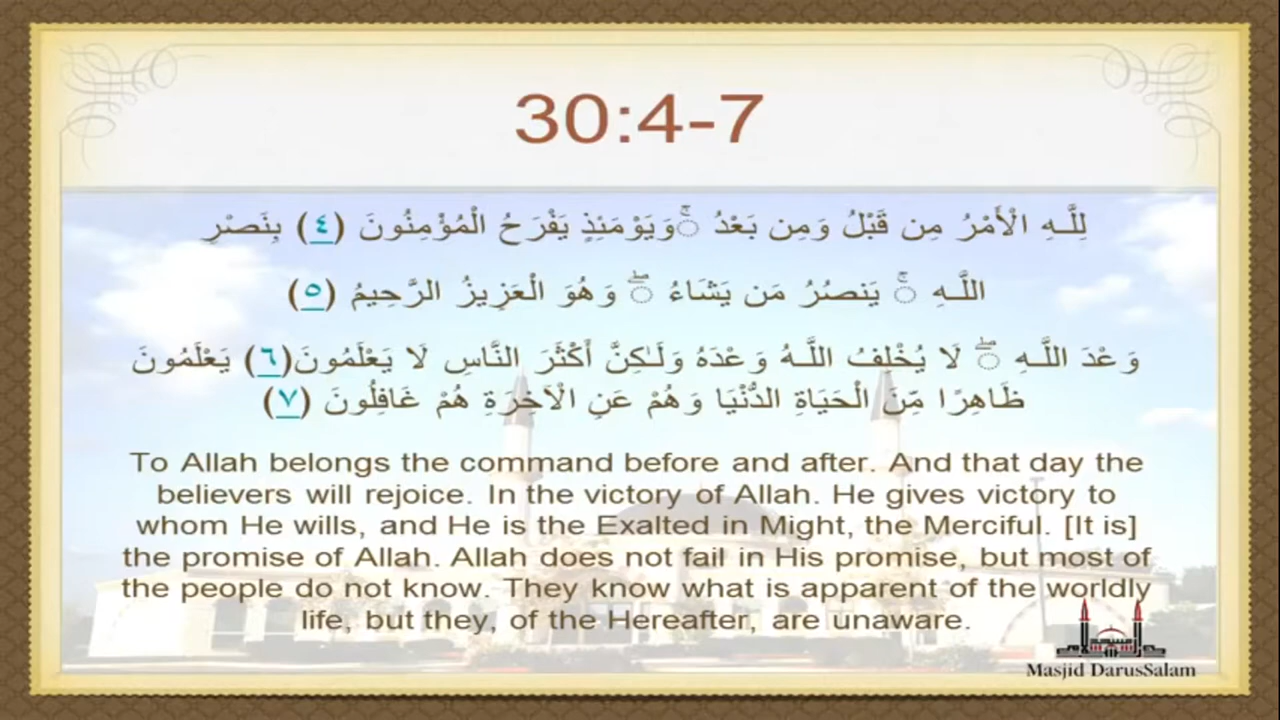 30:4-7
لِلَّـهِ الْأَمْرُ مِن قَبْلُ وَمِن بَعْدُ ۚوَيَوْمَئِذٍ يَفْرَحُ الْمُؤْمِنُونَ (٤) بِنَصْرِ
اللَّـهِ ۚ يَنصُرُ مَن يَشَاءُ ۖ وَهُوَ الْعَزِيزُ الرَّحِيمُ (٥)
وَعْدَ اللَّـهِ ۖ لَا يُخْلِفُ اللَّـهُ وَعْدَهُ وَلَـٰكِنَّ أَكْثَرَ النَّاسِ لَا يَعْلَمُونَ(٦) يَعْلَمُونَ
ظَاهِرًا مِّنَ الْحَيَاةِ الدُّنْيَا وَهُمْ عَنِ الْآخِرَةِ هُمْ غَافِلُونَ (٧)
To Allah belongs the command before and after. And that day the
believers will rejoice. In the victory of Allah. He gives victory to
whom He wills, and He is the Exalted in Might, the Merciful. [It is]
the promise of Allah. Allah does not fail in His promise, but most of
the people do not know. They know what is apparent of the worldly
life, but they, of the Hereafter, are unaware.
Masjid DarusSalam